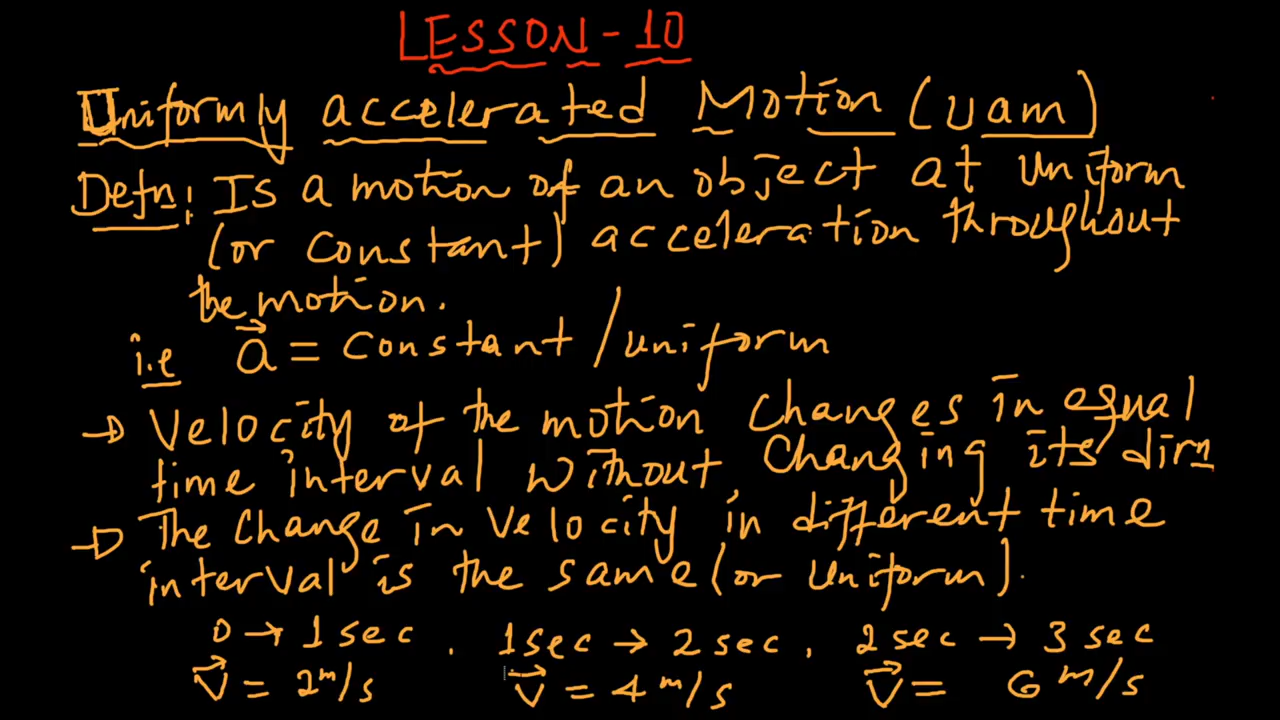 LESSON-10
Uniformly accelerated Motion (uam)
Defn: Is a motion of an object at uniform
(or constant) acceleration throughout
the motion.
i.e a⃗ = constant/uniform
→ Velocity of the motion changes in equal
time interval without changing its dirn
→ The change in velocity in different time
interval is the same (or uniform).
0 → 1 sec . 1 sec → 2 sec , 2 sec → 3 sec
V⃗ = 2 m/s V⃗ = 4 m/s V⃗ = 6 m/s